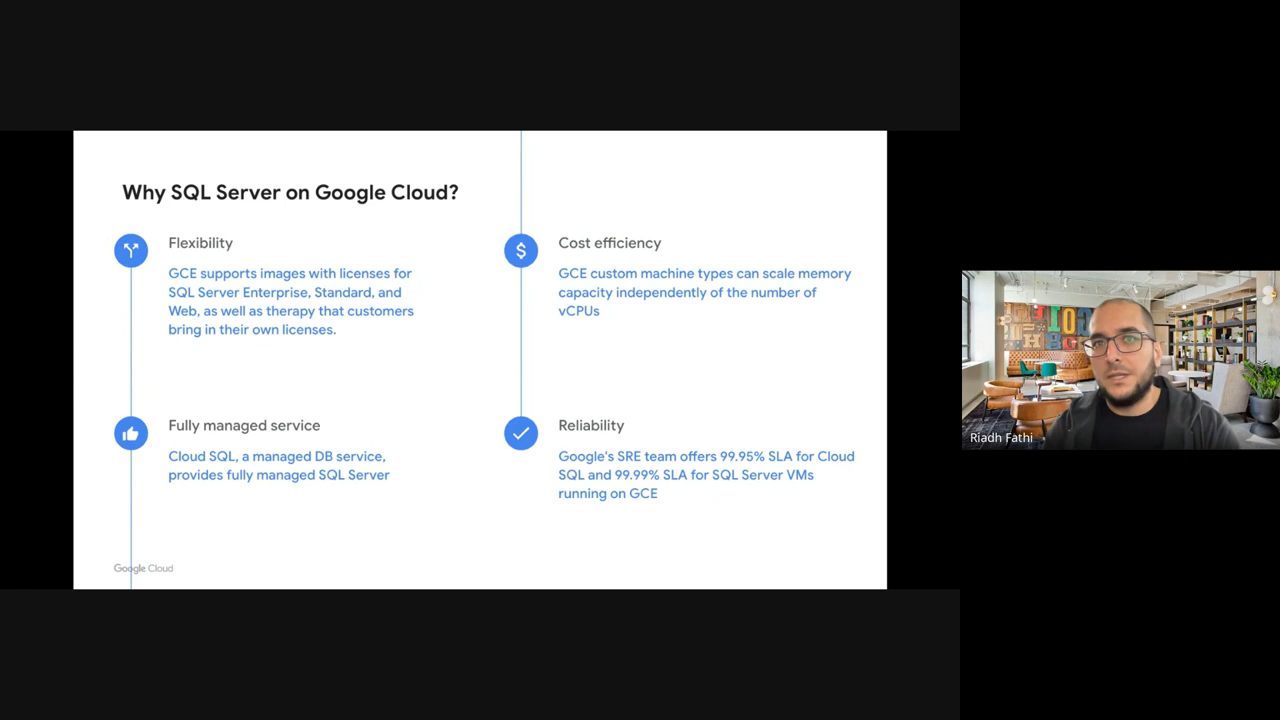 Why SQL Server on Google Cloud?
Flexibility
GCE supports images with licenses for
SQL Server Enterprise, Standard, and
Web, as well as therapy that customers
bring in their own licenses.
Cost efficiency
GCE custom machine types can scale memory
capacity independently of the number of
vCPUs
Fully managed service
Cloud SQL, a managed DB service,
provides fully managed SQL Server
Reliability
Google's SRE team offers 99.95% SLA for Cloud
SQL and 99.99% SLA for SQL Server VMs
running on GCE
Google Cloud
Riadh Fathi